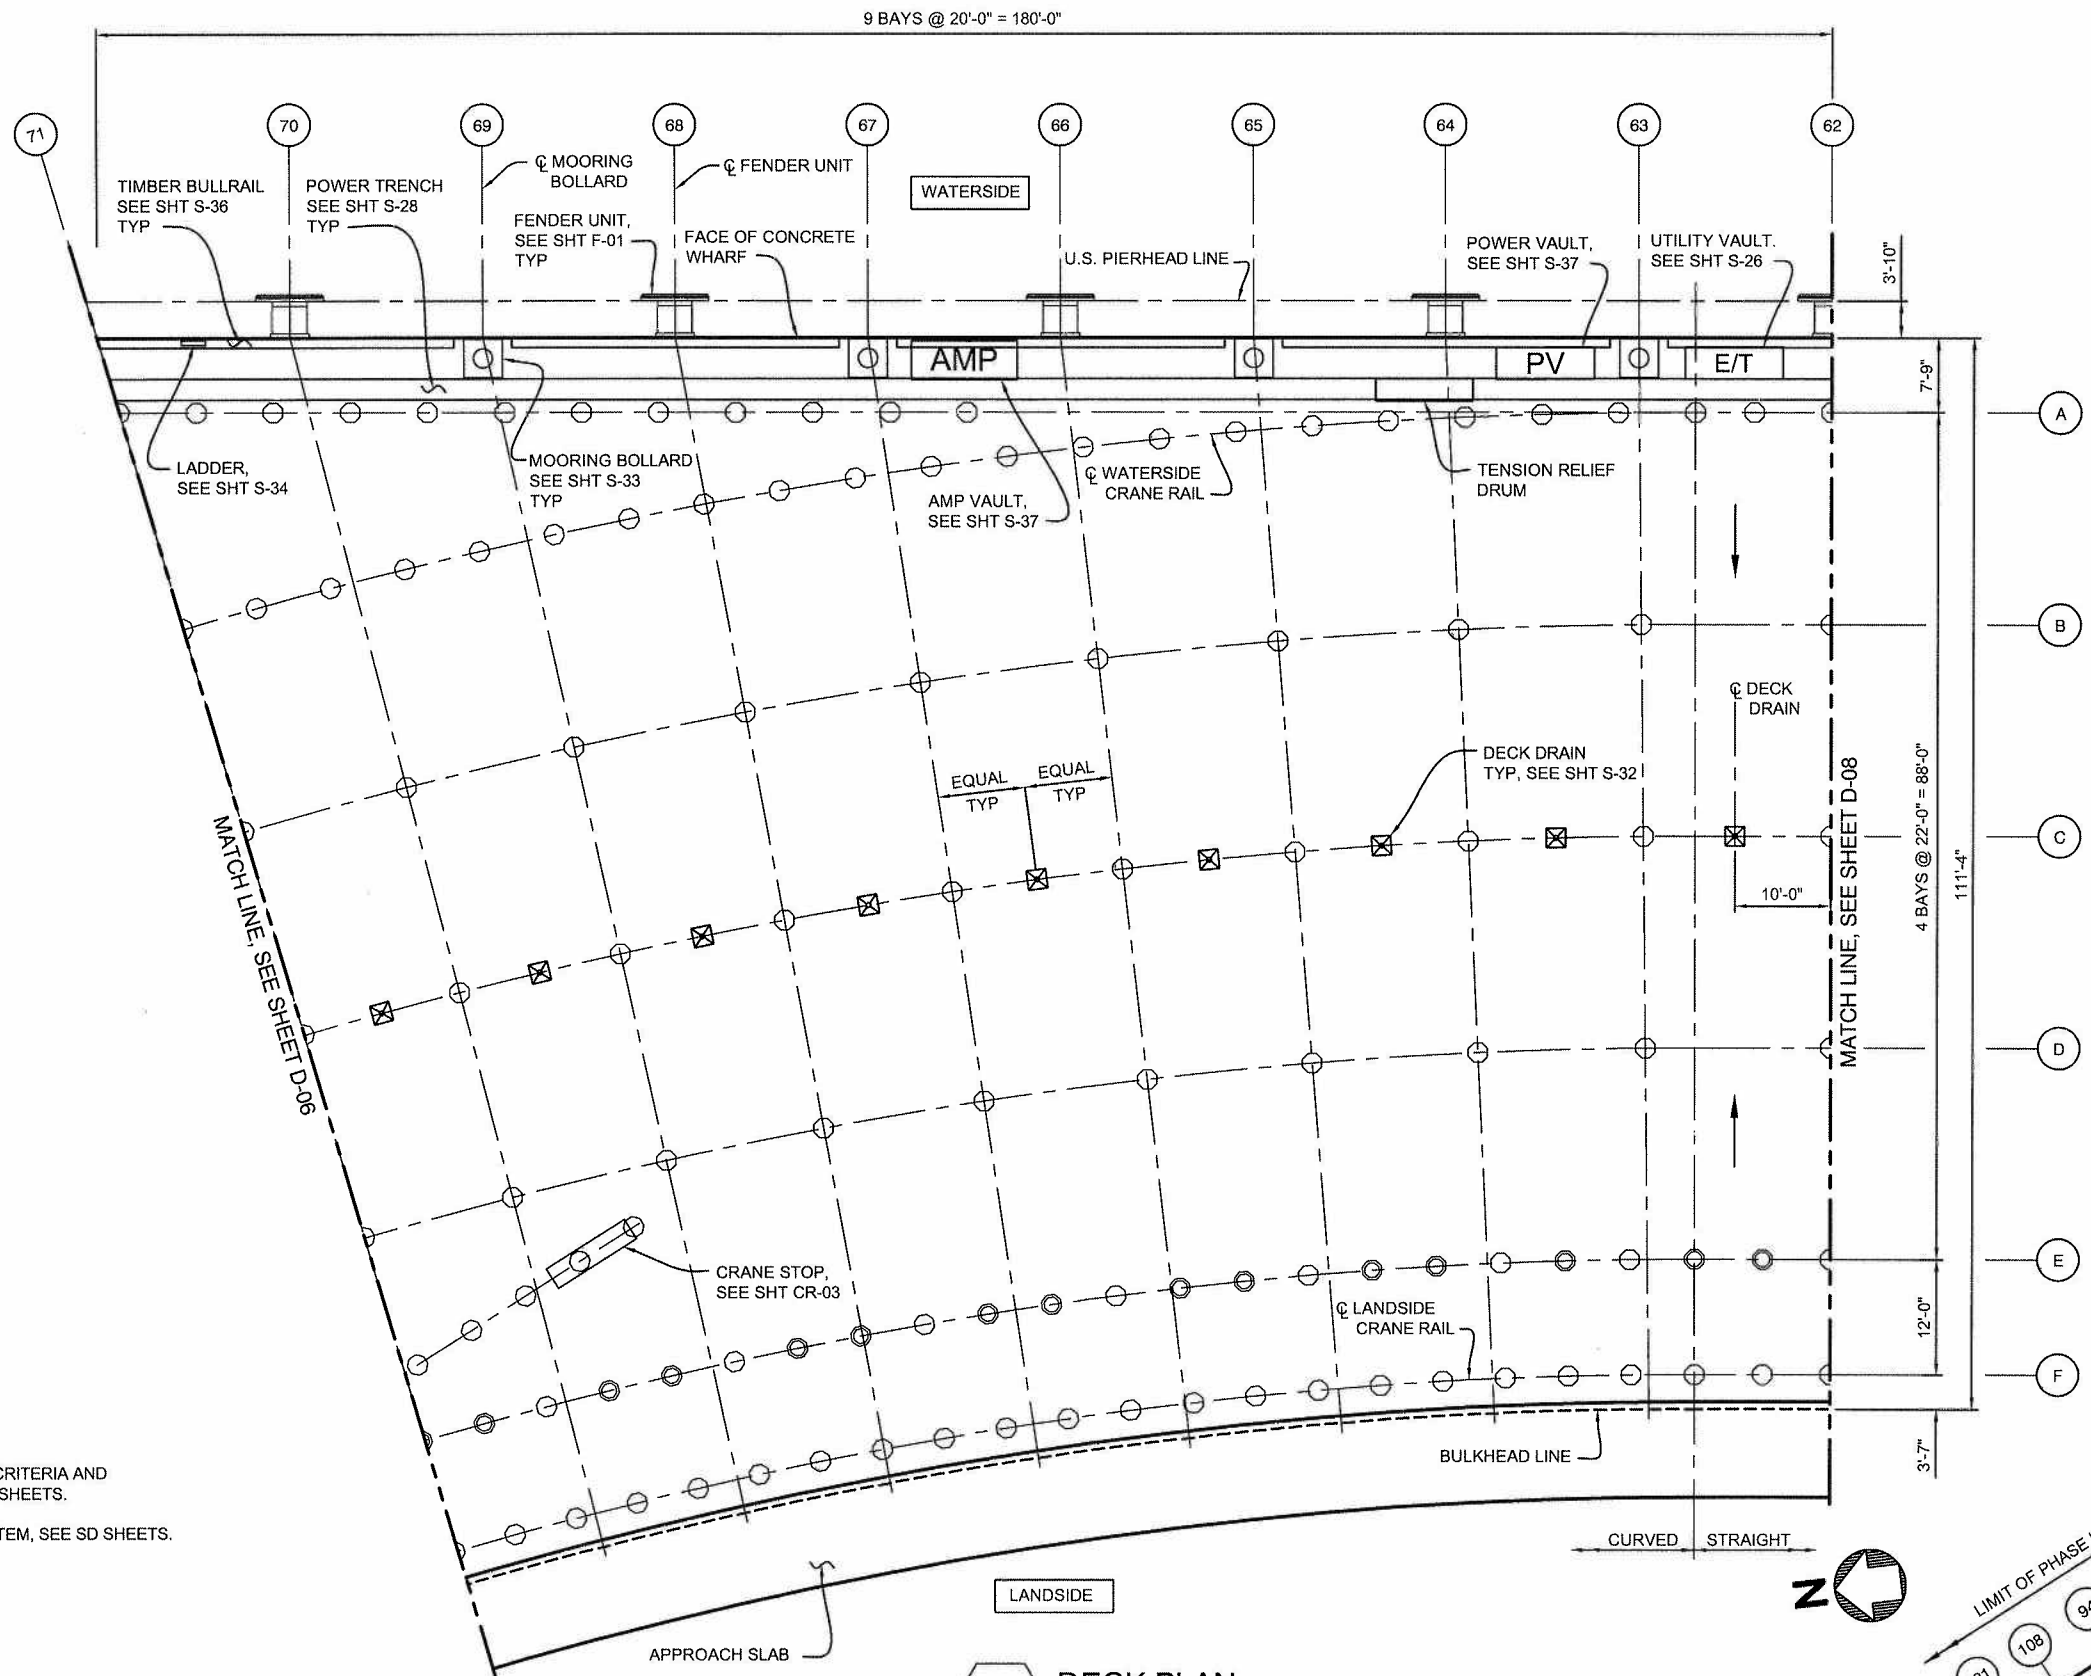 9 BAYS @ 20'-0" = 180'-0"
71
70
69
68
67
66
65
64
63
62
℄ MOORING
BOLLARD
℄ FENDER UNIT
WATERSIDE
TIMBER BULLRAIL
SEE SHT S-36
TYP
POWER TRENCH
SEE SHT S-28
TYP
FENDER UNIT,
SEE SHT F-01
TYP
FACE OF CONCRETE
WHARF
U.S. PIERHEAD LINE
POWER VAULT,
SEE SHT S-37
UTILITY VAULT.
SEE SHT S-26
3'-10"
AMP
PV
E/T
7'-9"
A
LADDER,
SEE SHT S-34
MOORING BOLLARD
SEE SHT S-33
TYP
AMP VAULT,
SEE SHT S-37
℄ WATERSIDE
CRANE RAIL
TENSION RELIEF
DRUM
B
℄ DECK
DRAIN
DECK DRAIN
TYP, SEE SHT S-32
EQUAL
TYP
EQUAL
TYP
MATCH LINE, SEE SHEET D-06
MATCH LINE, SEE SHEET D-08
4 BAYS @ 22'-0" = 88'-0"
111'-4"
C
10'-0"
D
CRANE STOP,
SEE SHT CR-03
E
℄ LANDSIDE
CRANE RAIL
12'-0"
F
BULKHEAD LINE
3'-7"
CRITERIA AND
SHEETS.
TEM, SEE SD SHEETS.
CURVED
STRAIGHT
LANDSIDE
N
APPROACH SLAB
LIMIT OF PHASE
108
DECK PLAN